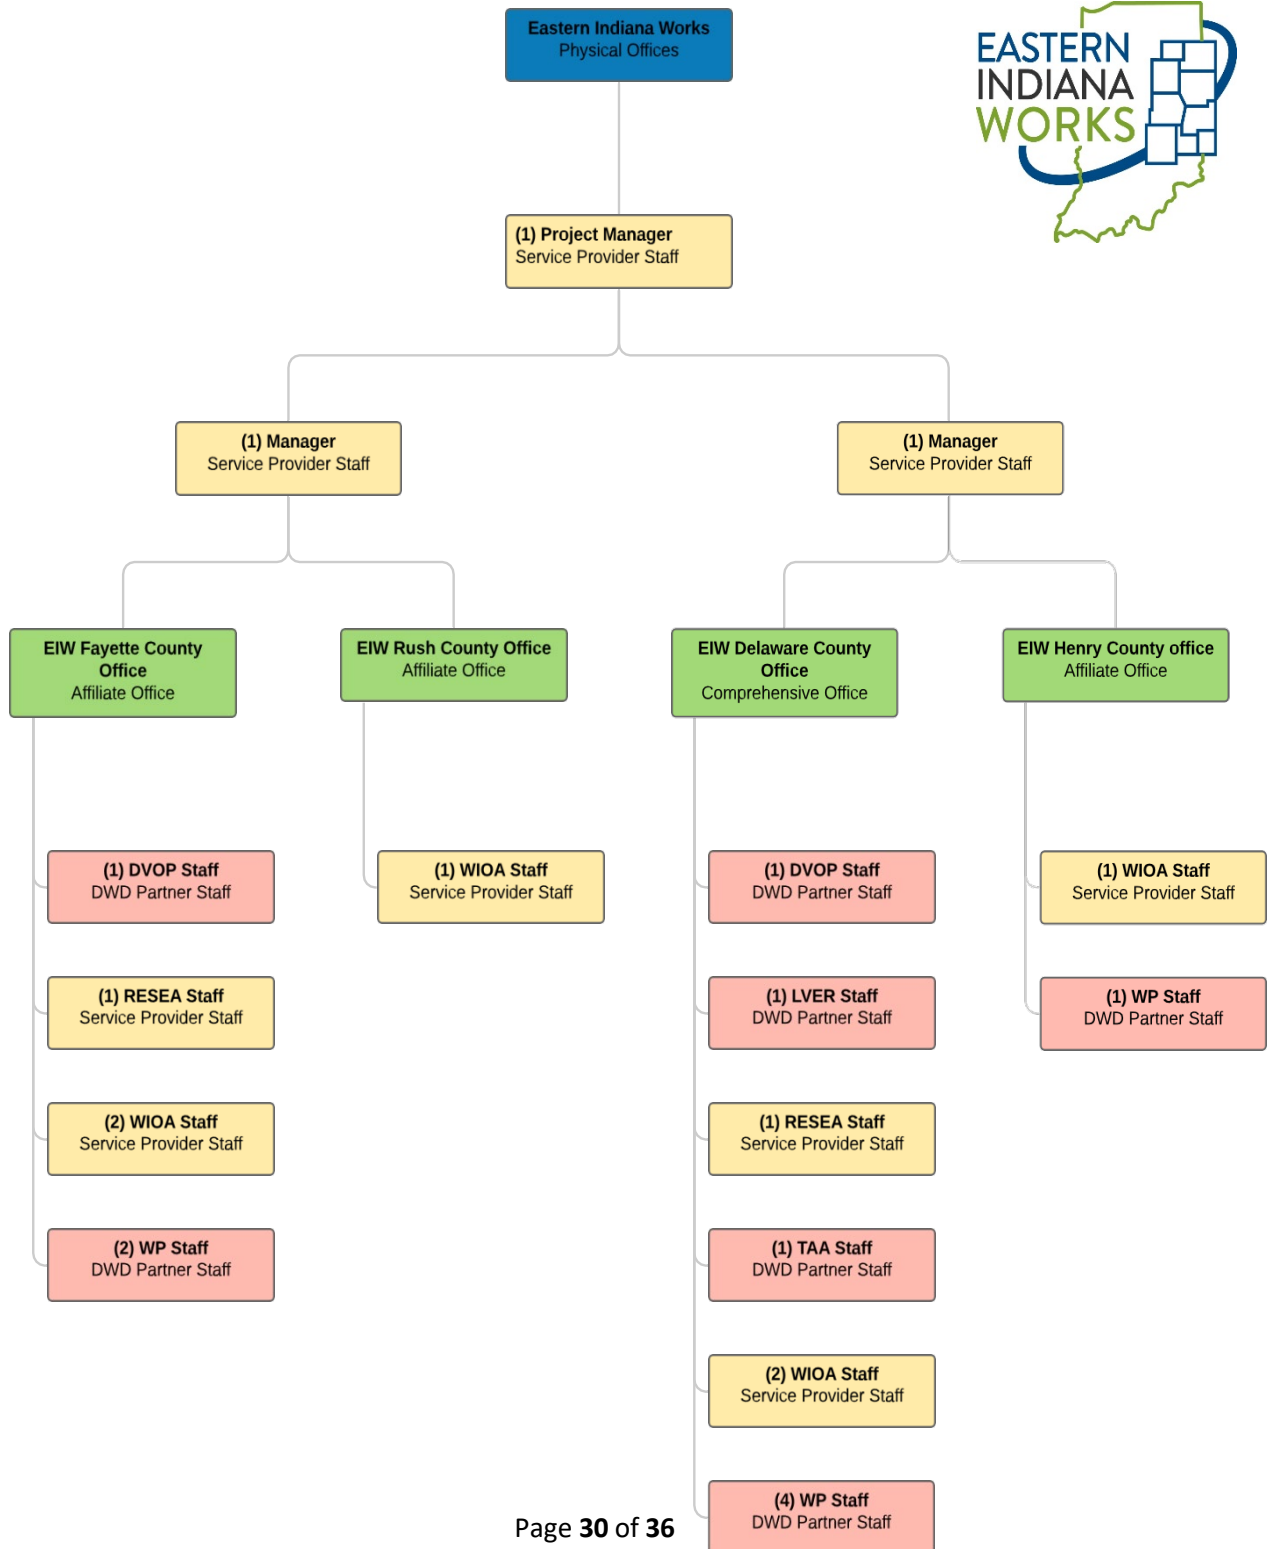 Eastern Indiana Works
Physical Offices
EASTERN
INDIANA
WORKS
(1) Project Manager
Service Provider Staff
(1) Manager
Service Provider Staff
(1) Manager
Service Provider Staff
EIW Fayette County
Office
Affiliate Office
EIW Rush County Office
Affiliate Office
EIW Delaware County
Office
Comprehensive Office
EIW Henry County office
Affiliate Office
(1) DVOP Staff
DWD Partner Staff
(1) WIOA Staff
Service Provider Staff
(1) DVOP Staff
DWD Partner Staff
(1) WIOA Staff
Service Provider Staff
(1) RESEA Staff
Service Provider Staff
(1) LVER Staff
DWD Partner Staff
(1) WP Staff
DWD Partner Staff
(2) WIOA Staff
Service Provider Staff
(1) RESEA Staff
Service Provider Staff
(2) WP Staff
DWD Partner Staff
(1) TAA Staff
DWD Partner Staff
(2) WIOA Staff
Service Provider Staff
(4) WP Staff
DWD Partner Staff
Page 30 of 36